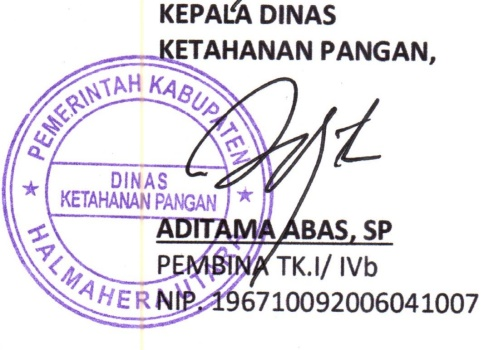 KEPALA DINAS
KETAHANAN PANGAN,
PEMERINTAH KABUPATEN
DINAS
KETAHANAN PANGAN
HALMAHERA UTARA
ADITAMA ABAS, SP
PEMBINA TK.I/ IVb
NIP. 196710092006041007